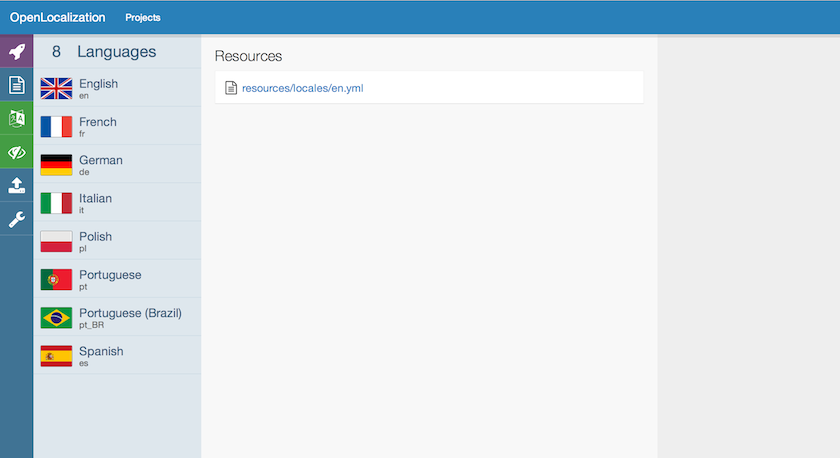 OpenLocalization Projects
8 Languages
English
en
French
fr
German
de
Italian
it
Polish
pl
Portuguese
pt
Portuguese (Brazil)
pt_BR
Spanish
es
Resources
resources/locales/en.yml